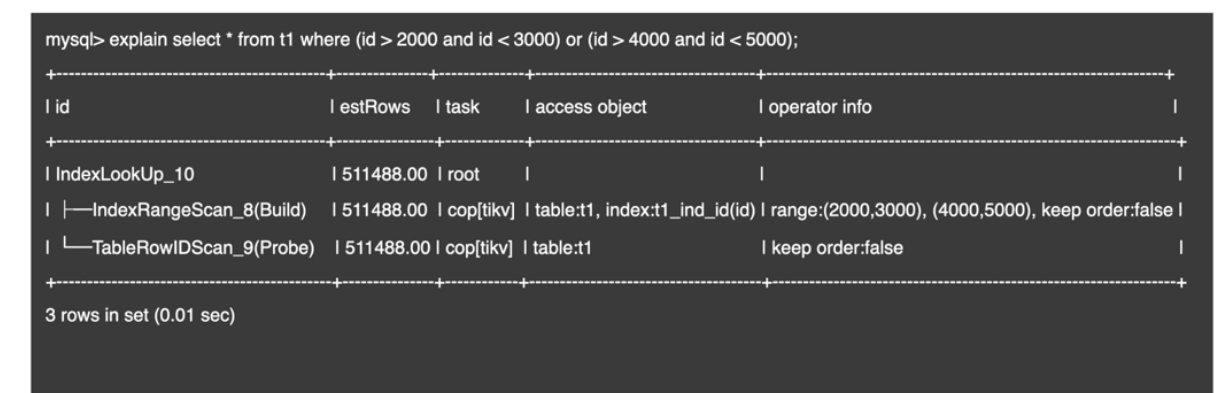 mysql> explain select * from t1 where (id > 2000 and id < 3000) or (id > 4000 and id < 5000);
+-------------------------------------------+---------------+-------------+-----------------------------------+----------------------------------------------------------------+
| id | estRows | task | access object | operator info |
+-------------------------------------------+---------------+-------------+-----------------------------------+------------------------------------------------------------------+
| IndexLookUp_10 | 511488.00 | root | | |
| ├──IndexRangeScan_8(Build) | 511488.00 | cop[tikv] | table:t1, index:t1_ind_id(id) | range:(2000,3000), (4000,5000), keep order:false |
| └──TableRowIDScan_9(Probe) | 511488.00 | cop[tikv] | table:t1 | keep order:false |
+--------------------------------------------+---------------+------------+---------------------------------------+-----------------------------------------------------------------+
3 rows in set (0.01 sec)